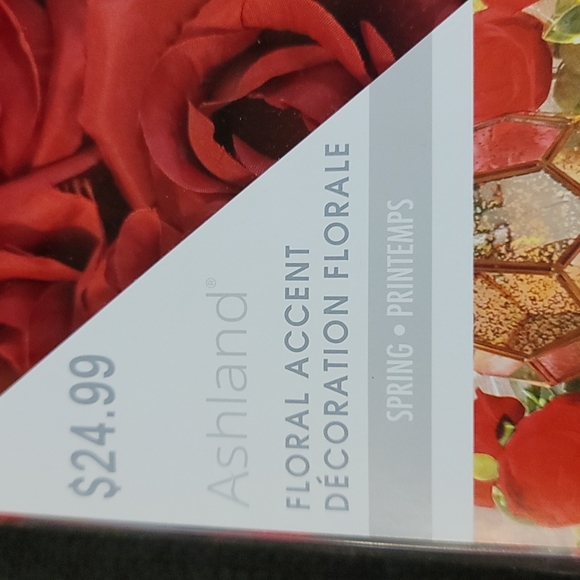 $24.99
Ashland®
FLORAL ACCENT
DÉCORATION FLORALE
SPRING • PRINTEMPS